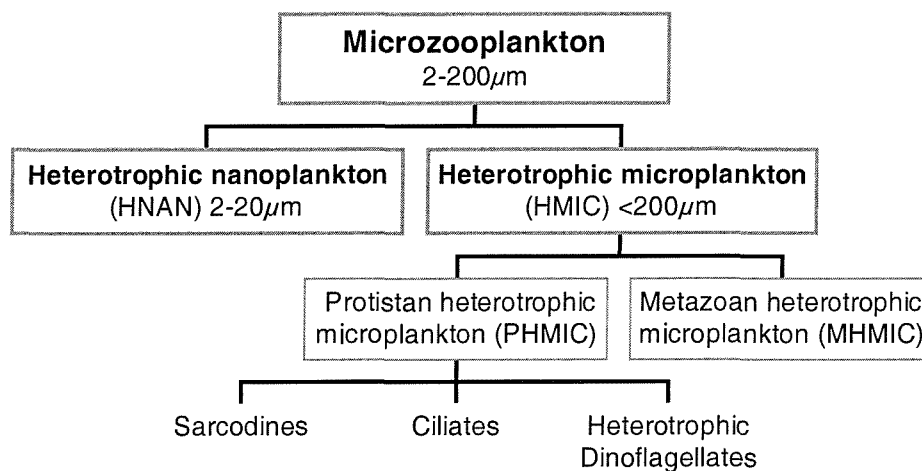 Microzooplankton
2-200µm
Heterotrophic nanoplankton
(HNAN) 2-20µm
Heterotrophic microplankton
(HMIC) <200µm
Protistan heterotrophic
microplankton (PHMIC)
Metazoan heterotrophic
microplankton (MHMIC)
Sarcodines
Ciliates
Heterotrophic
Dinoflagellates